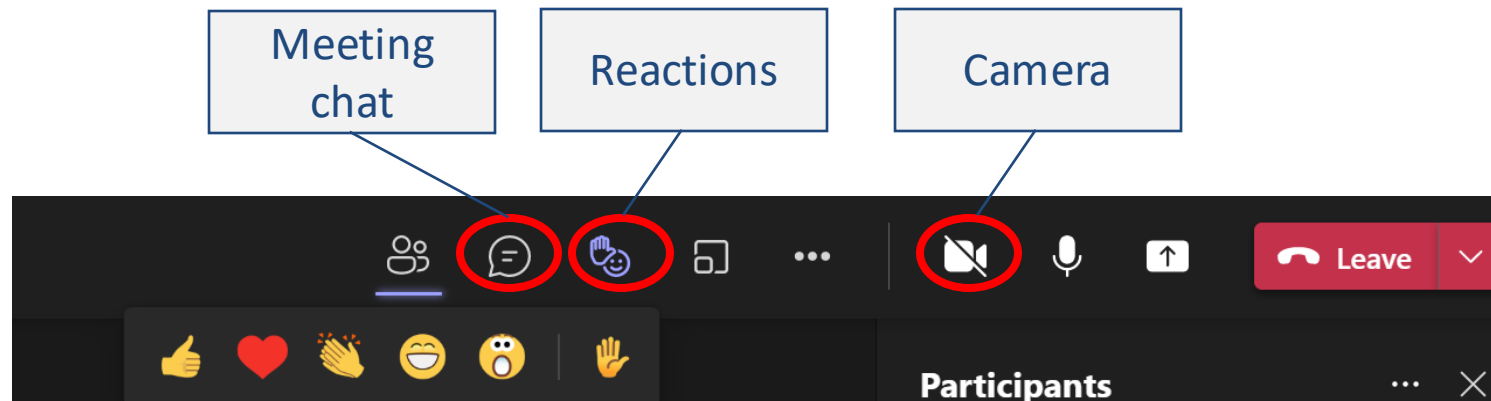 Meeting
chat
Reactions
Camera
Leave
Participants